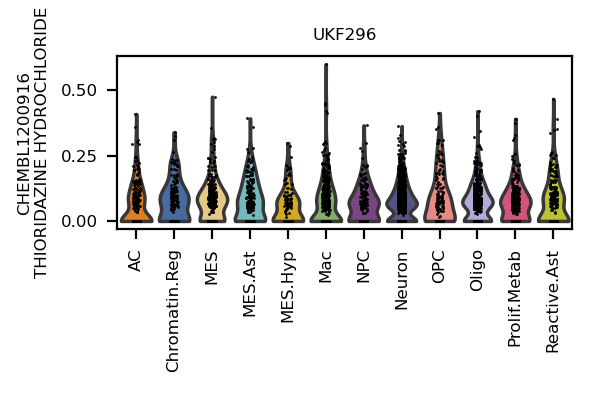 UKF296
CHEMBL1200916
THIORIDAZINE HYDROCHLORIDE
0.50
0.25
0.00
AC
Chromatin.Reg
MES
MES.Ast
MES.Hyp
Mac
NPC
Neuron
OPC
Oligo
Prolif.Metab
Reactive.Ast